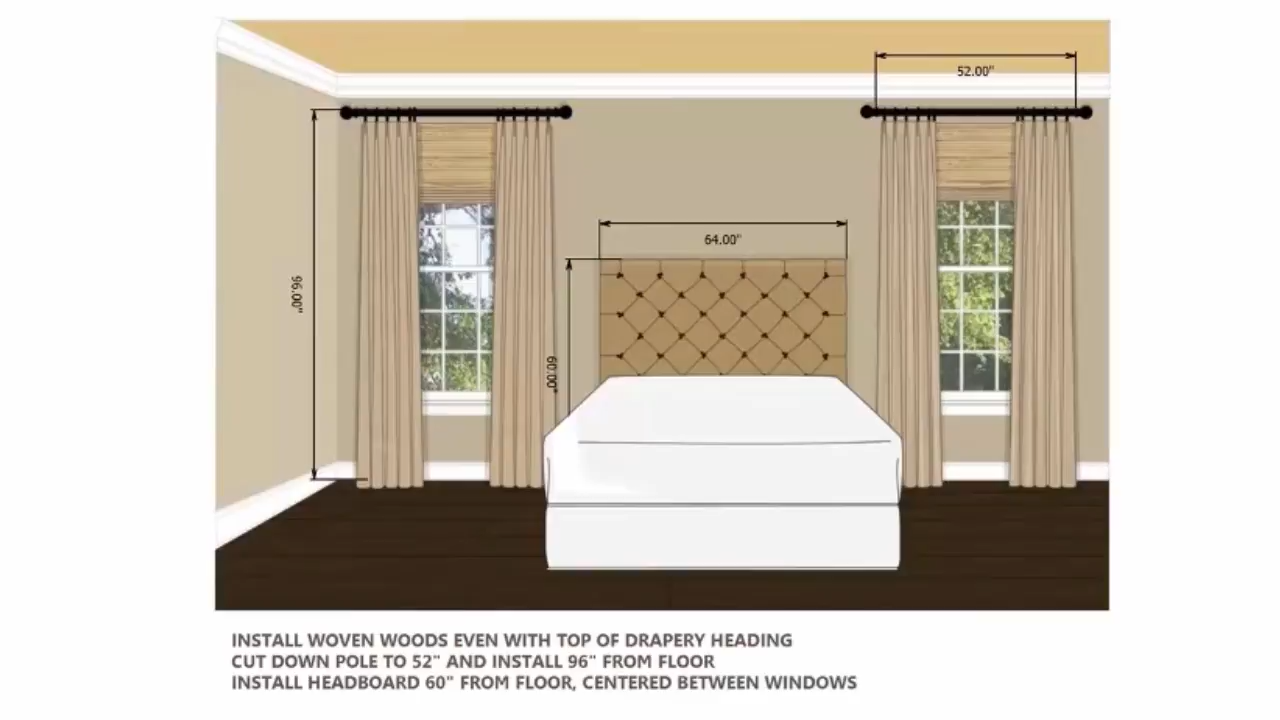 52.00"
64.00"
96.00"
60.00"
INSTALL WOVEN WOODS EVEN WITH TOP OF DRAPERY HEADING
CUT DOWN POLE TO 52" AND INSTALL 96" FROM FLOOR
INSTALL HEADBOARD 60" FROM FLOOR, CENTERED BETWEEN WINDOWS